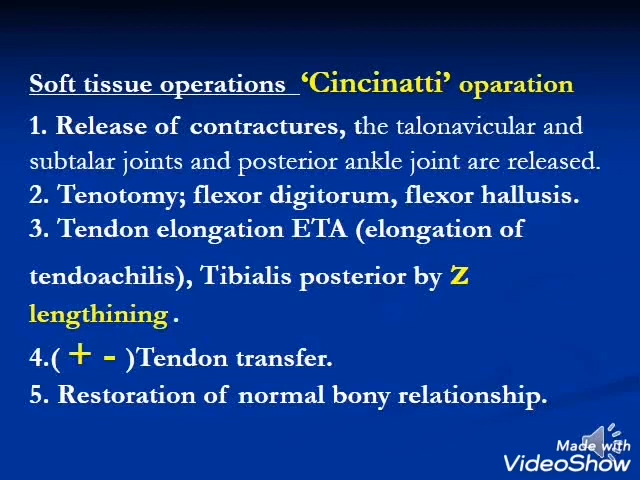 Soft tissue operations ‘Cincinatti’ oparation
1. Release of contractures, the talonavicular and
subtalar joints and posterior ankle joint are released.
2. Tenotomy; flexor digitorum, flexor hallusis.
3. Tendon elongation ETA (elongation of
tendoachilis), Tibialis posterior by Z
lengthining .
4.( + - )Tendon transfer.
5. Restoration of normal bony relationship.
Made with
VideoShow